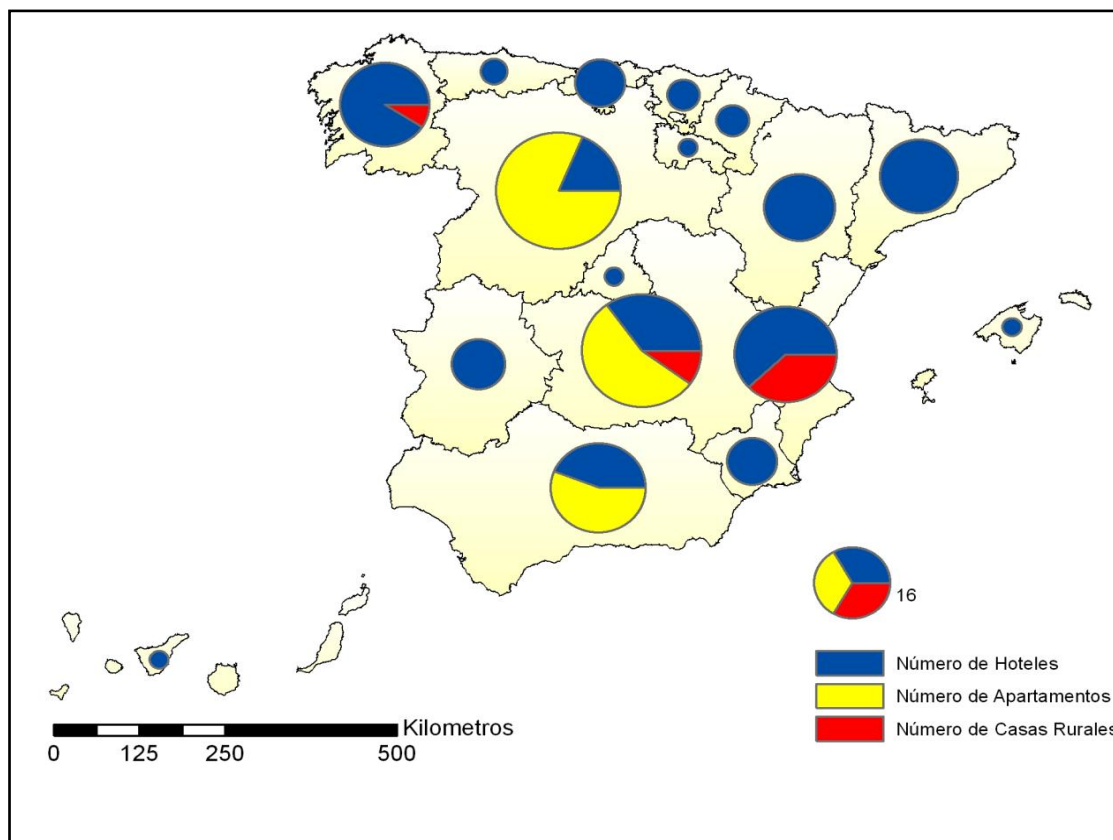 16
Número de Hoteles
Número de Apartamentos
Número de Casas Rurales
Kilometros
0 125 250 500